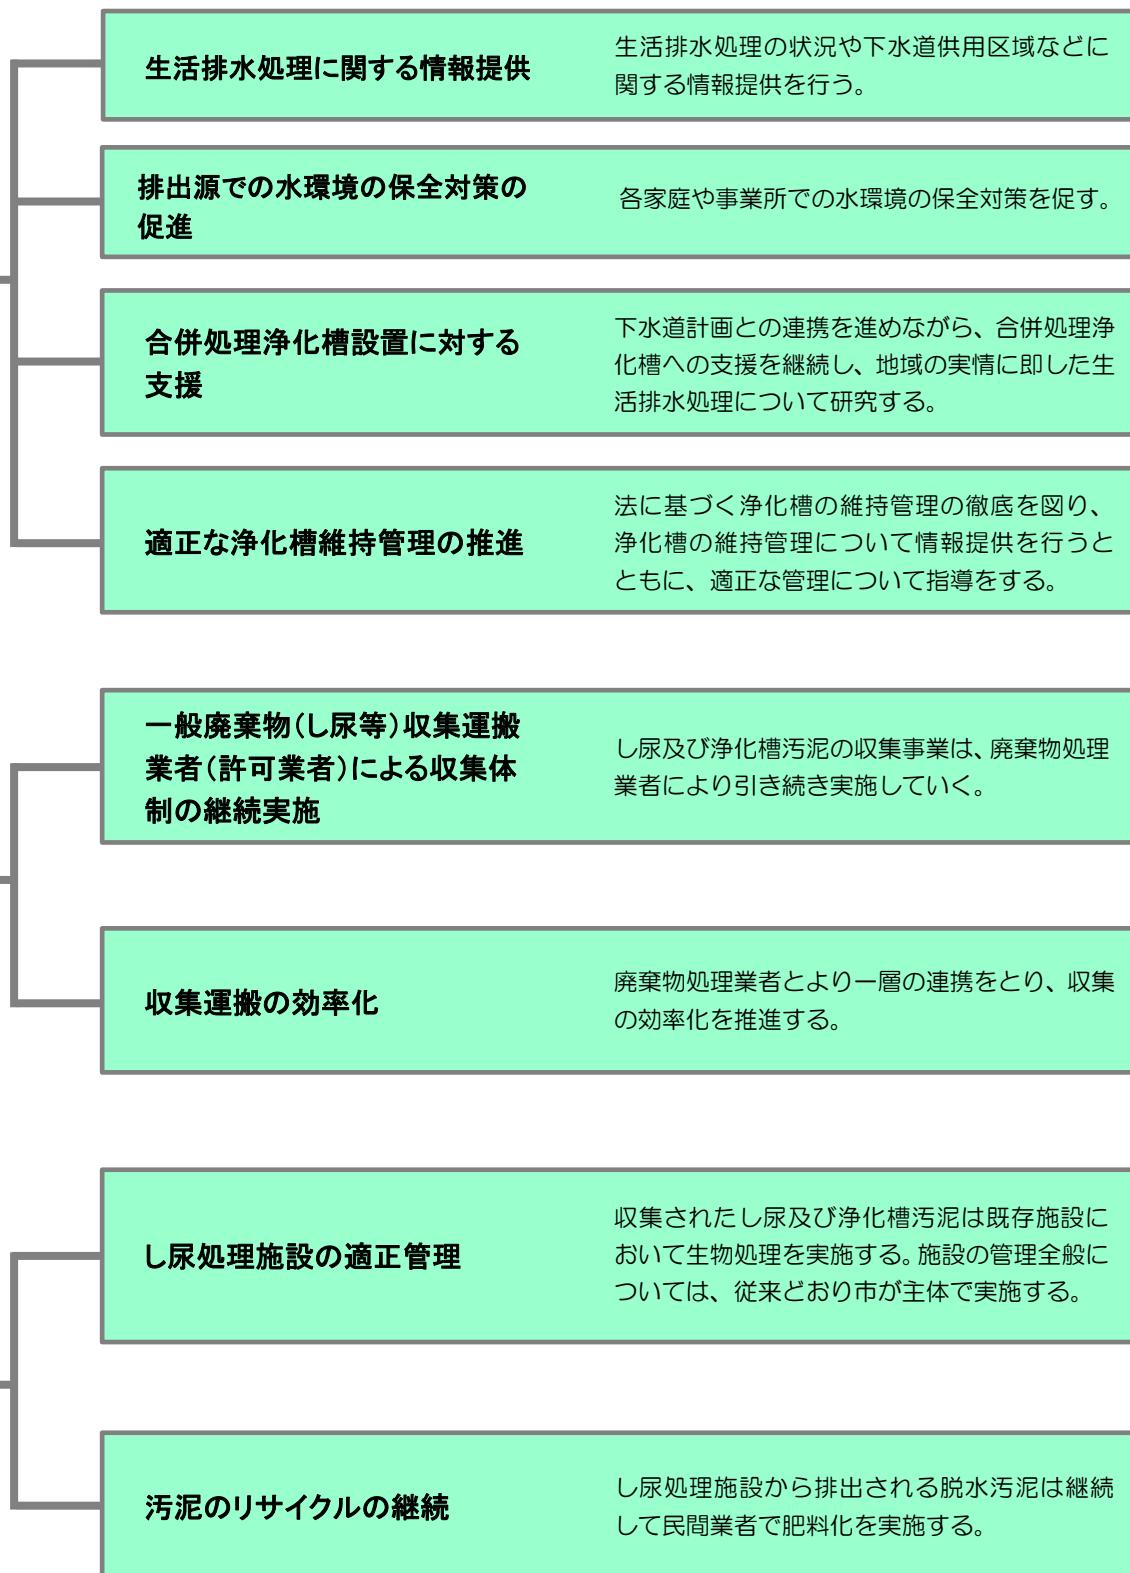 生活排水処理に関する情報提供
生活排水処理の状況や下水道供用区域などに
関する情報提供を行う。
排出源での水環境の保全対策の
促進
各家庭や事業所での水環境の保全対策を促す。
合併処理浄化槽設置に対する
支援
下水道計画との連携を進めながら、合併処理浄
化槽への支援を継続し、地域の実情に即した生
活排水処理について研究する。
適正な浄化槽維持管理の推進
法に基づく浄化槽の維持管理の徹底を図り、
浄化槽の維持管理について情報提供を行うと
ともに、適正な管理について指導をする。
一般廃棄物(し尿等)収集運搬
業者(許可業者)による収集体
制の継続実施
し尿及び浄化槽汚泥の収集事業は、廃棄物処理
業者により引き続き実施していく。
収集運搬の効率化
廃棄物処理業者とより一層の連携をとり、収集
の効率化を推進する。
し尿処理施設の適正管理
収集されたし尿及び浄化槽汚泥は既存施設に
おいて生物処理を実施する。施設の管理全般に
ついては、従来どおり市が主体で実施する。
汚泥のリサイクルの継続
し尿処理施設から排出される脱水汚泥は継続
して民間業者で肥料化を実施する。